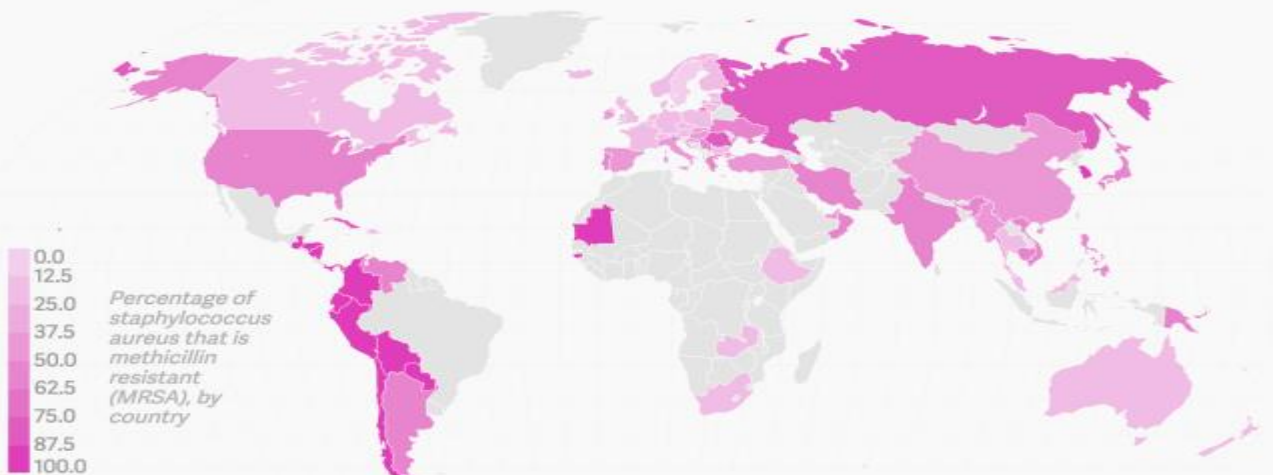 0.0
12.5
25.0
37.5
50.0
62.5
75.0
87.5
100.0
Percentage of
staphylococcus
aureus that is
methicillin
resistant
(MRSA), by
country